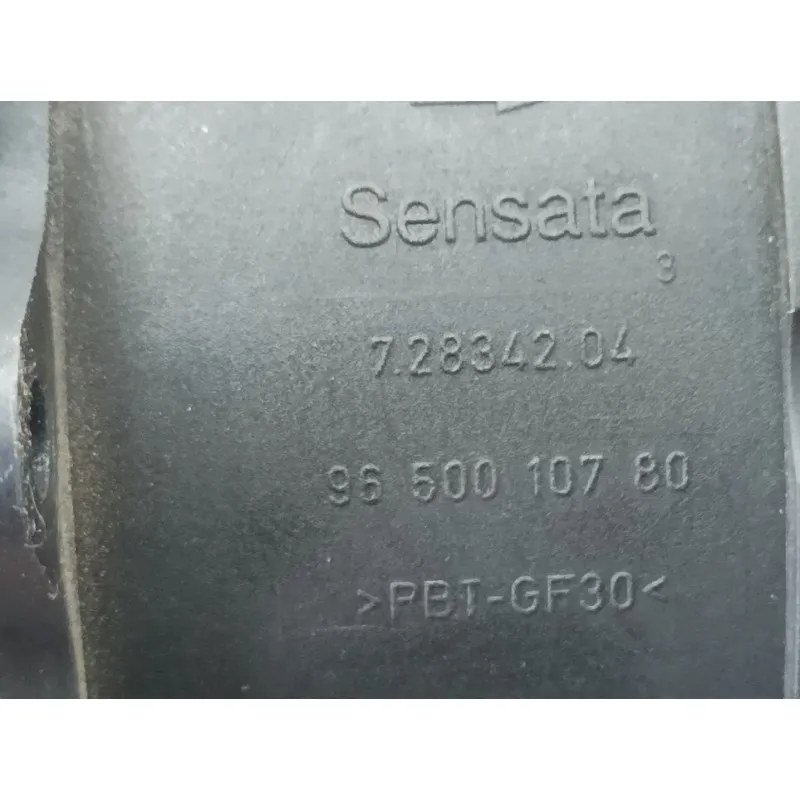 Sensata
3
7.28342.04
96 500 107 80
>PBT-GF30<